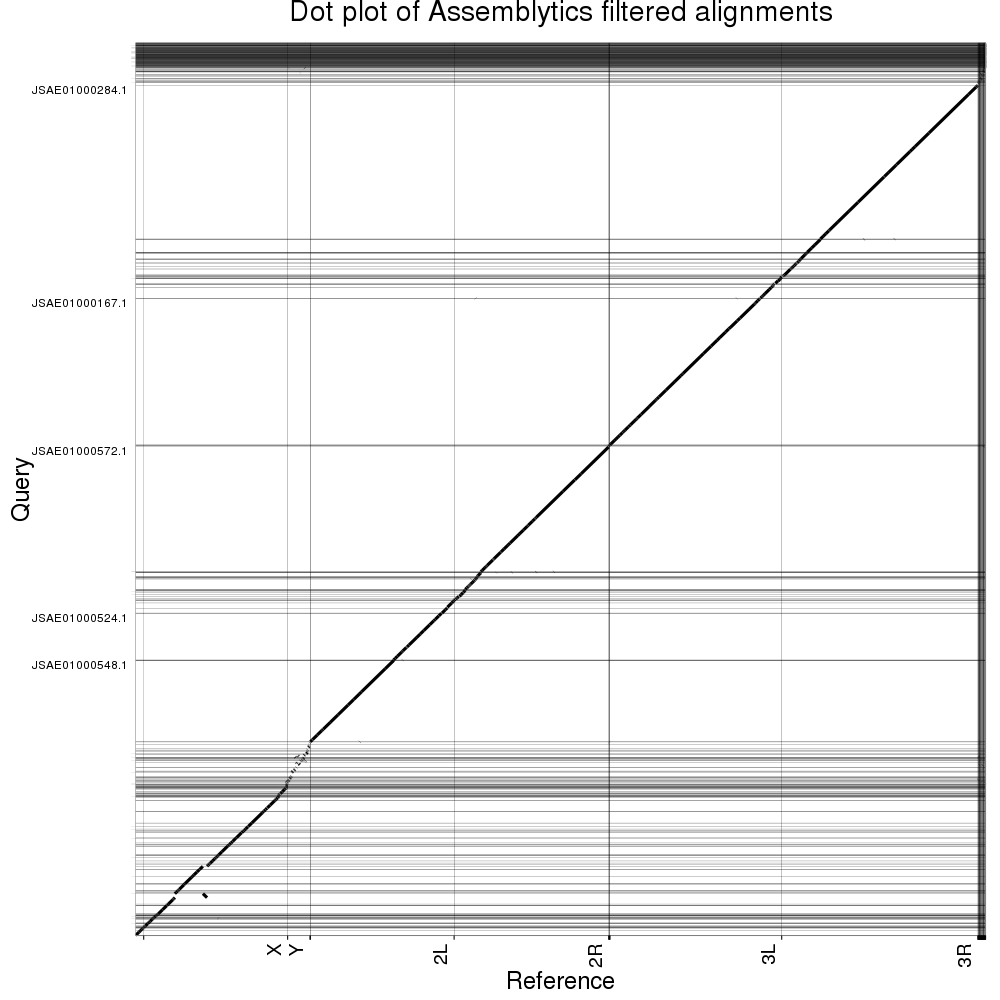 Dot plot of Assemblytics filtered alignments
JSAE01000284.1
JSAE01000167.1
JSAE01000572.1
JSAE01000524.1
JSAE01000548.1
Query
X
Y
2L
2R
3L
3R
Reference